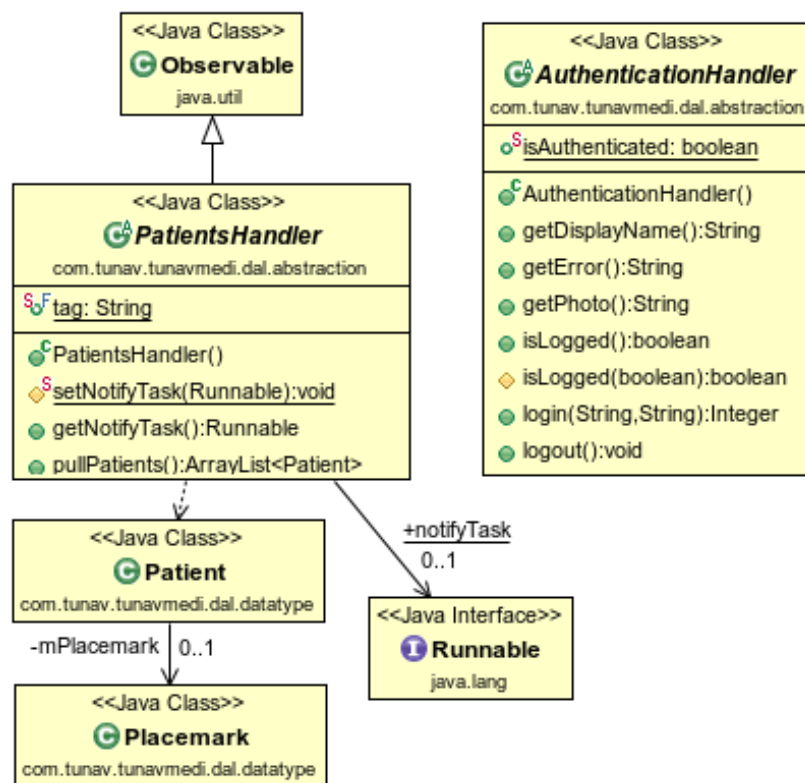 <<Java Class>>
Observable
java.util
<<Java Class>>
AuthenticationHandler
com.tunav.tunavmedi.dal.abstraction
isAuthenticated: boolean
AuthenticationHandler()
getDisplayName():String
getError():String
getPhoto():String
isLogged():boolean
isLogged(boolean):boolean
login(String,String):Integer
logout():void
<<Java Class>>
PatientsHandler
com.tunav.tunavmedi.dal.abstraction
tag: String
PatientsHandler()
setNotifyTask(Runnable):void
getNotifyTask():Runnable
pullPatients():ArrayList<Patient>
+notifyTask
0..1
<<Java Class>>
Patient
com.tunav.tunavmedi.dal.datatype
-mPlacemark 0..1
<<Java Interface>>
Runnable
java.lang
<<Java Class>>
Placemark
com.tunav.tunavmedi.dal.datatype